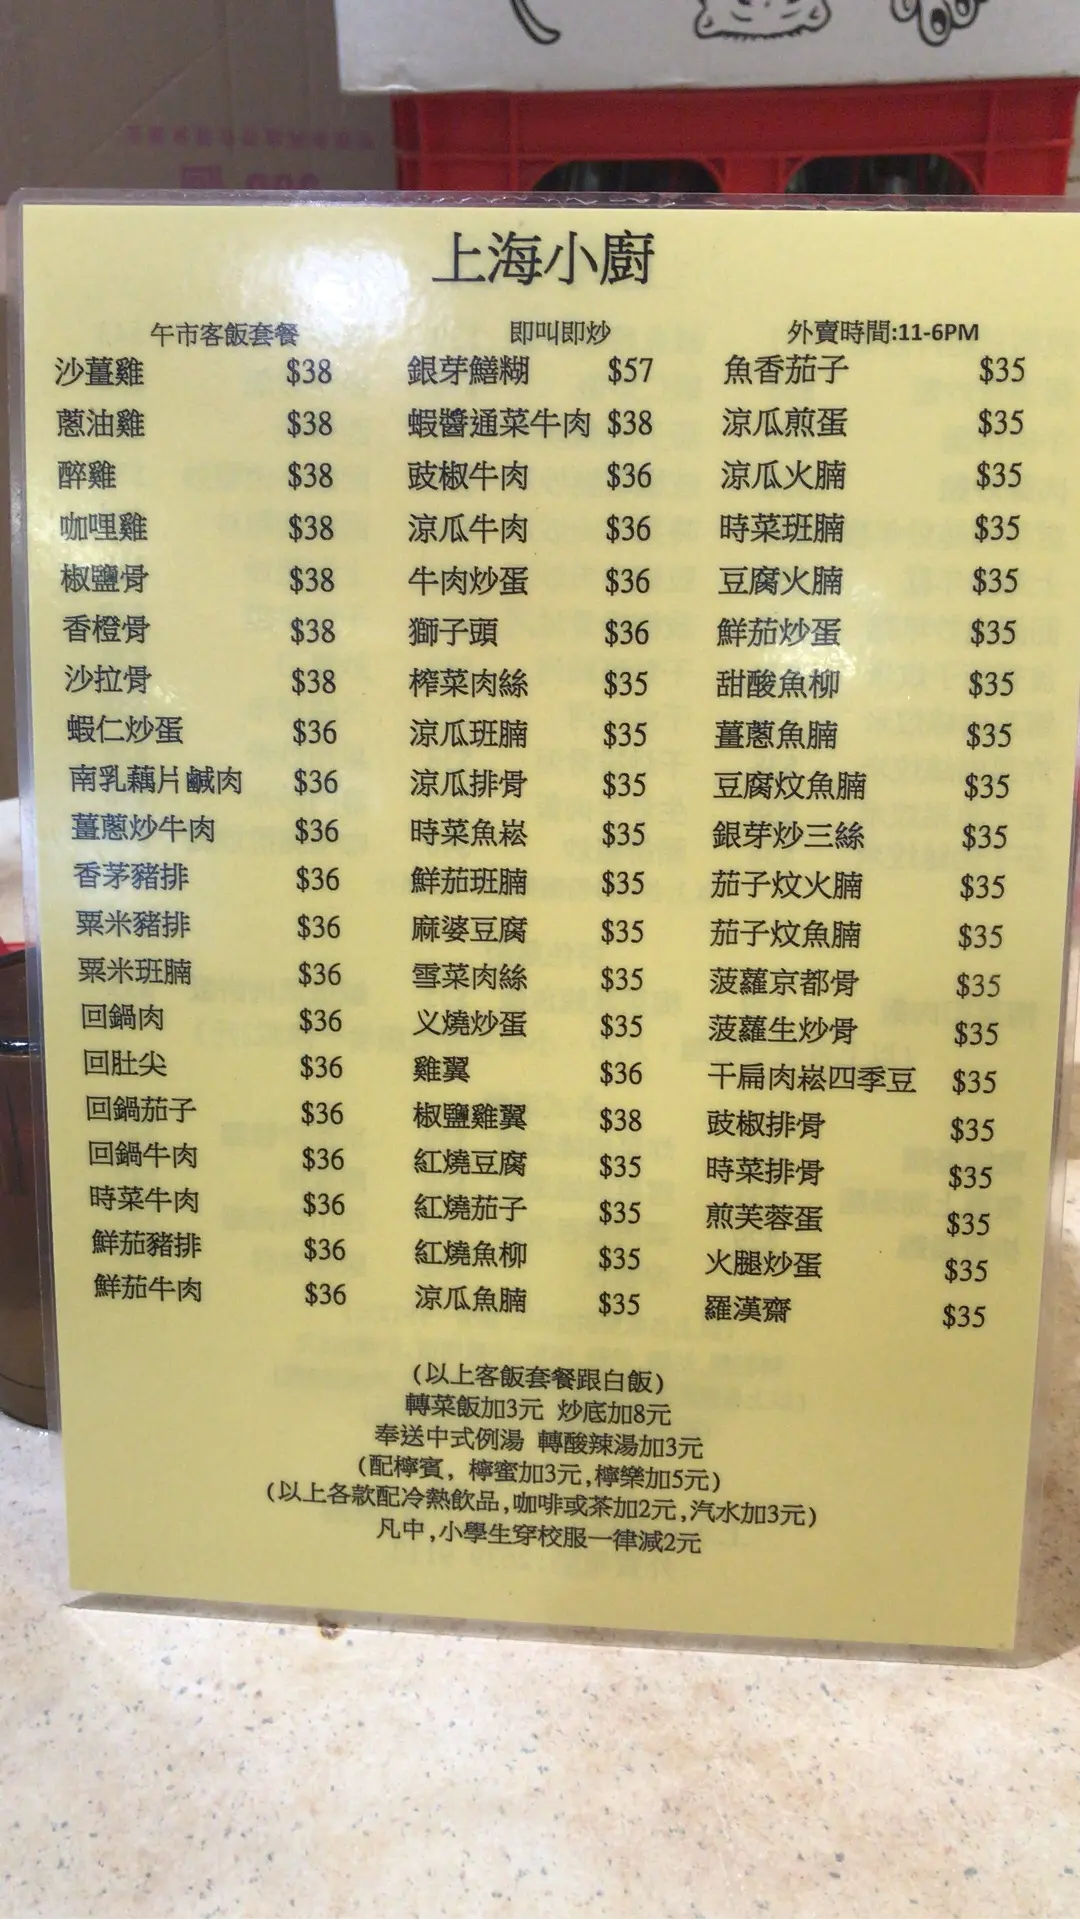 上海小廚
午市客飯套餐 即叫即炒 外賣時間:11-6PM
沙薑雞 $38 銀芽鱔糊 $57 魚香茄子 $35
蔥油雞 $38 蝦醬通菜牛肉 $38 涼瓜煎蛋 $35
醉雞 $38 豉椒牛肉 $36 涼瓜火腩 $35
咖哩雞 $38 涼瓜牛肉 $36 時菜班腩 $35
椒鹽骨 $38 牛肉炒蛋 $36 豆腐火腩 $35
香橙骨 $38 獅子頭 $36 鮮茄炒蛋 $35
沙拉骨 $38 榨菜肉絲 $35 甜酸魚柳 $35
蝦仁炒蛋 $36 涼瓜班腩 $35 薑蔥魚腩 $35
南乳藕片鹹肉 $36 涼瓜排骨 $35 豆腐炆魚腩 $35
薑蔥炒牛肉 $36 時菜魚崧 $35 銀芽炒三絲 $35
香茅豬排 $36 鮮茄班腩 $35 茄子炆火腩 $35
粟米豬排 $36 麻婆豆腐 $35 茄子炆魚腩 $35
粟米班腩 $36 雪菜肉絲 $35 菠蘿京都骨 $35
回鍋肉 $36 义燒炒蛋 $35 菠蘿生炒骨 $35
回肚尖 $36 雞翼 $36 干扁肉崧四季豆 $35
回鍋茄子 $36 椒鹽雞翼 $38 豉椒排骨 $35
回鍋牛肉 $36 紅燒豆腐 $35 時菜排骨 $35
時菜牛肉 $36 紅燒茄子 $35 煎芙蓉蛋 $35
鮮茄豬排 $36 紅燒魚柳 $35 火腿炒蛋 $35
鮮茄牛肉 $36 涼瓜魚腩 $35 羅漢齋 $35
(以上客飯套餐跟白飯)
轉菜飯加3元 炒底加8元
奉送中式例湯 轉酸辣湯加3元
(配檸賓, 檸蜜加3元,檸樂加5元)
(以上各款配冷熱飲品,咖啡或茶加2元,汽水加3元)
凡中,小學生穿校服一律減2元